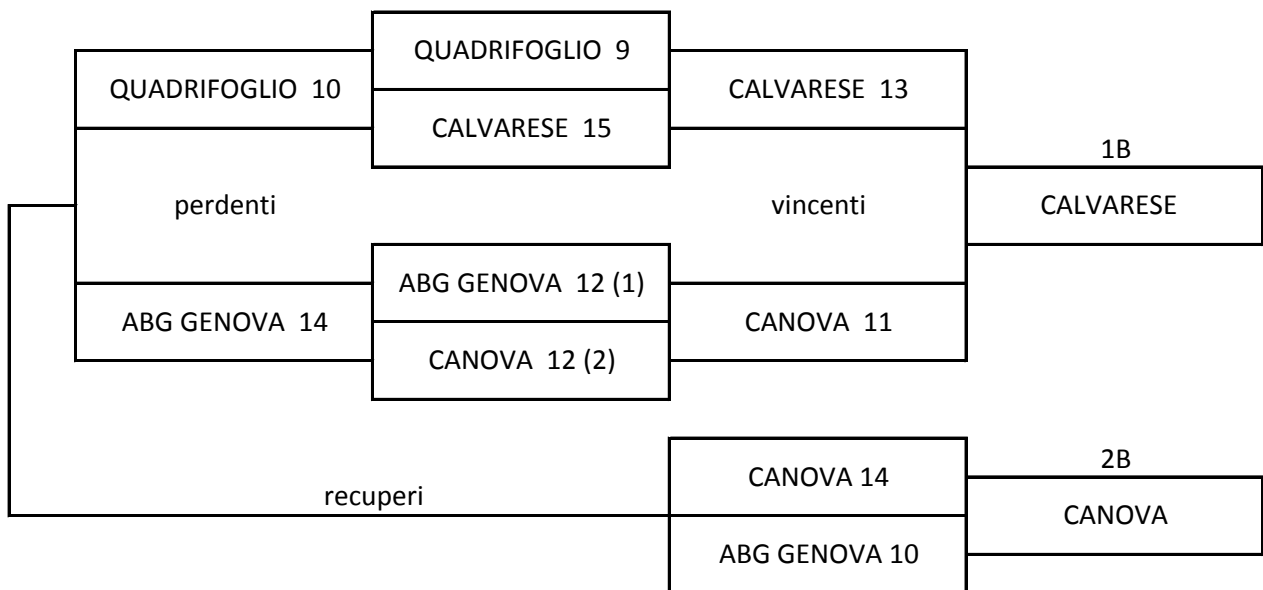 QUADRIFOGLIO 9
QUADRIFOGLIO 10
CALVARESE 13
CALVARESE 15
1B
perdenti
vincenti
CALVARESE
ABG GENOVA 12 (1)
ABG GENOVA 14
CANOVA 11
CANOVA 12 (2)
2B
CANOVA 14
recuperi
CANOVA
ABG GENOVA 10